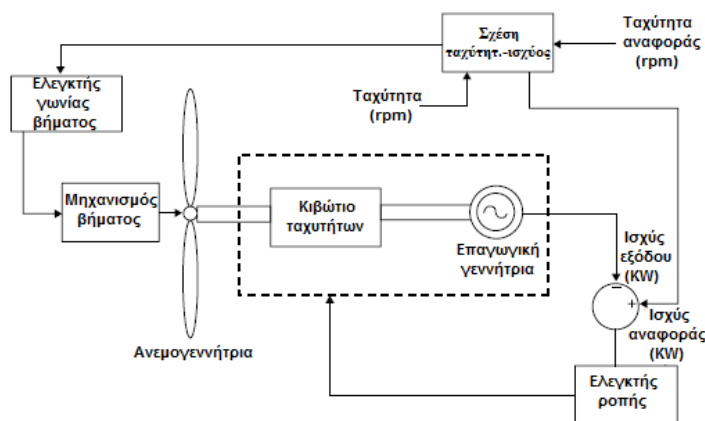 Σχέση
ταχύτητ.-ισχύος
Ταχύτητα
αναφοράς
(rpm)
Ελεγκτής
γωνίας
βήματος
Ταχύτητα
(rpm)
Μηχανισμός
βήματος
Κιβώτιο
ταχυτήτων
Επαγωγική
γεννήτρια
Ισχύς
εξόδου
(KW)
Ανεμογεννήτρια
Ισχύς
αναφοράς
(KW)
Ελεγκτής
ροπής